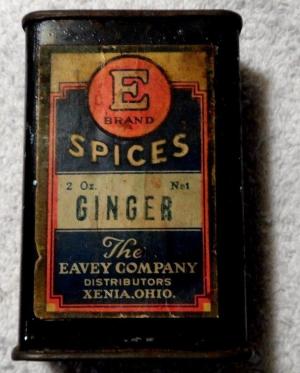 E
BRAND
SPICES
2 Oz. Net
GINGER
The
EAVEY COMPANY
DISTRIBUTORS
XENIA, OHIO.